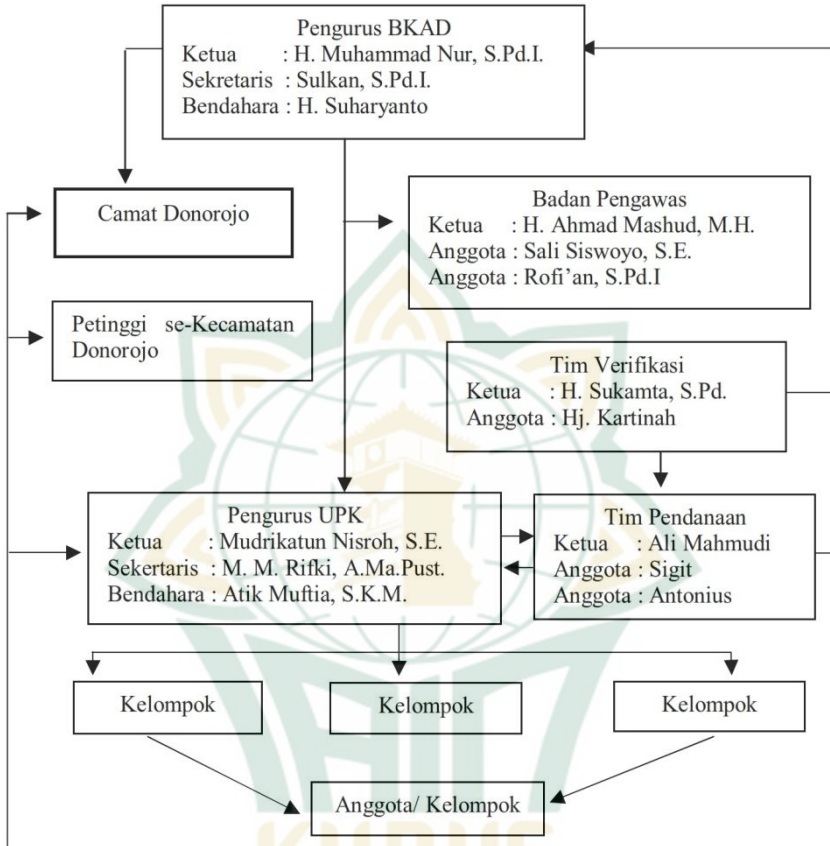 Pengurus BKAD
Ketua : H. Muhammad Nur, S.Pd.I.
Sekretaris : Sulkan, S.Pd.I.
Bendahara : H. Suharyanto
Camat Donorojo
Badan Pengawas
Ketua : H. Ahmad Mashud, M.H.
Anggota : Sali Siswoyo, S.E.
Anggota : Rofi’an, S.Pd.I
Petinggi se-Kecamatan
Donorojo
Tim Verifikasi
Ketua : H. Sukamta, S.Pd.
Anggota : Hj. Kartinah
Pengurus UPK
Ketua : Mudrikatun Nisroh, S.E.
Sekertaris : M. M. Rifki, A.Ma.Pust.
Bendahara : Atik Muftia, S.K.M.
Tim Pendanaan
Ketua : Ali Mahmudi
Anggota : Sigit
Anggota : Antonius
Kelompok
Kelompok
Kelompok
Anggota/ Kelompok